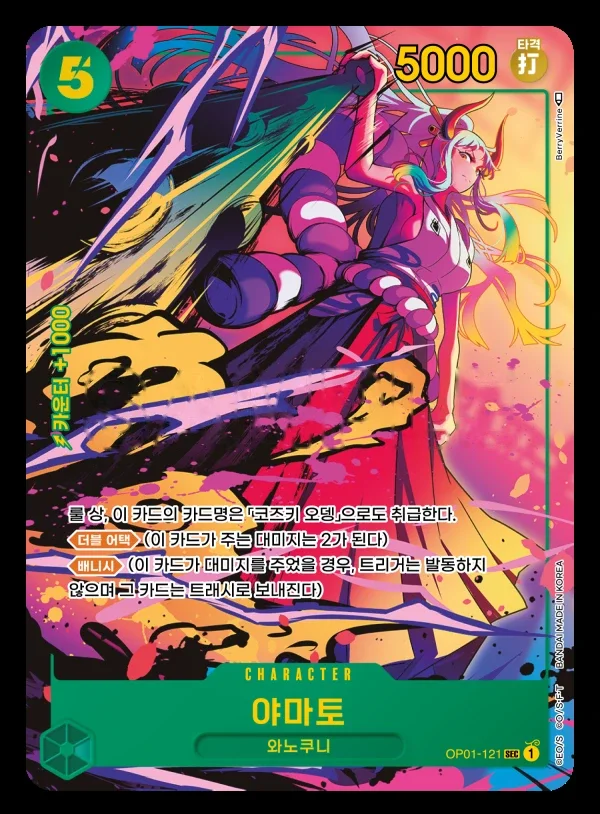 5
5000
타격
打
BerryVerrine
카운터 +1000
룰 상, 이 카드의 카드명은 「코즈키 오뎅」으로도 취급한다.
더블 어택 (이 카드가 주는 대미지는 2가 된다)
배니시 (이 카드가 대미지를 주었을 경우, 트리거는 발동하지
않으며 그 카드는 트래시로 보내진다)
CHARACTER
야마토
와노쿠니
OP01-121 SEC 1
©EO/S ©O/S·F·T BANDAI MADE IN KOREA